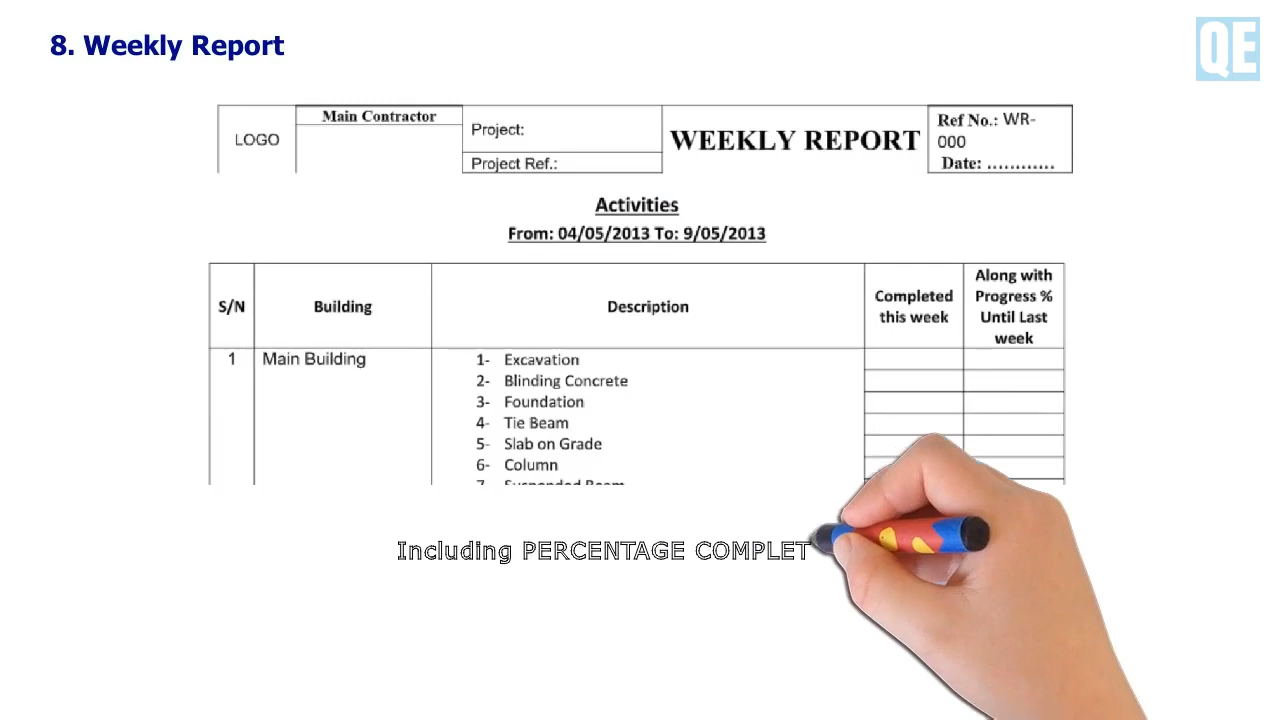 8. Weekly Report
QE
LOGO
Main Contractor
Project:
Project Ref.:
WEEKLY REPORT
Ref No.: WR-
000
Date: ............
Activities
From: 04/05/2013 To: 9/05/2013
S/N
Building
Description
Completed
this week
Along with
Progress %
Until Last
week
1
Main Building
1- Excavation
2- Blinding Concrete
3- Foundation
4- Tie Beam
5- Slab on Grade
6- Column
7- Suspended Beam
Including PERCENTAGE COMPLET